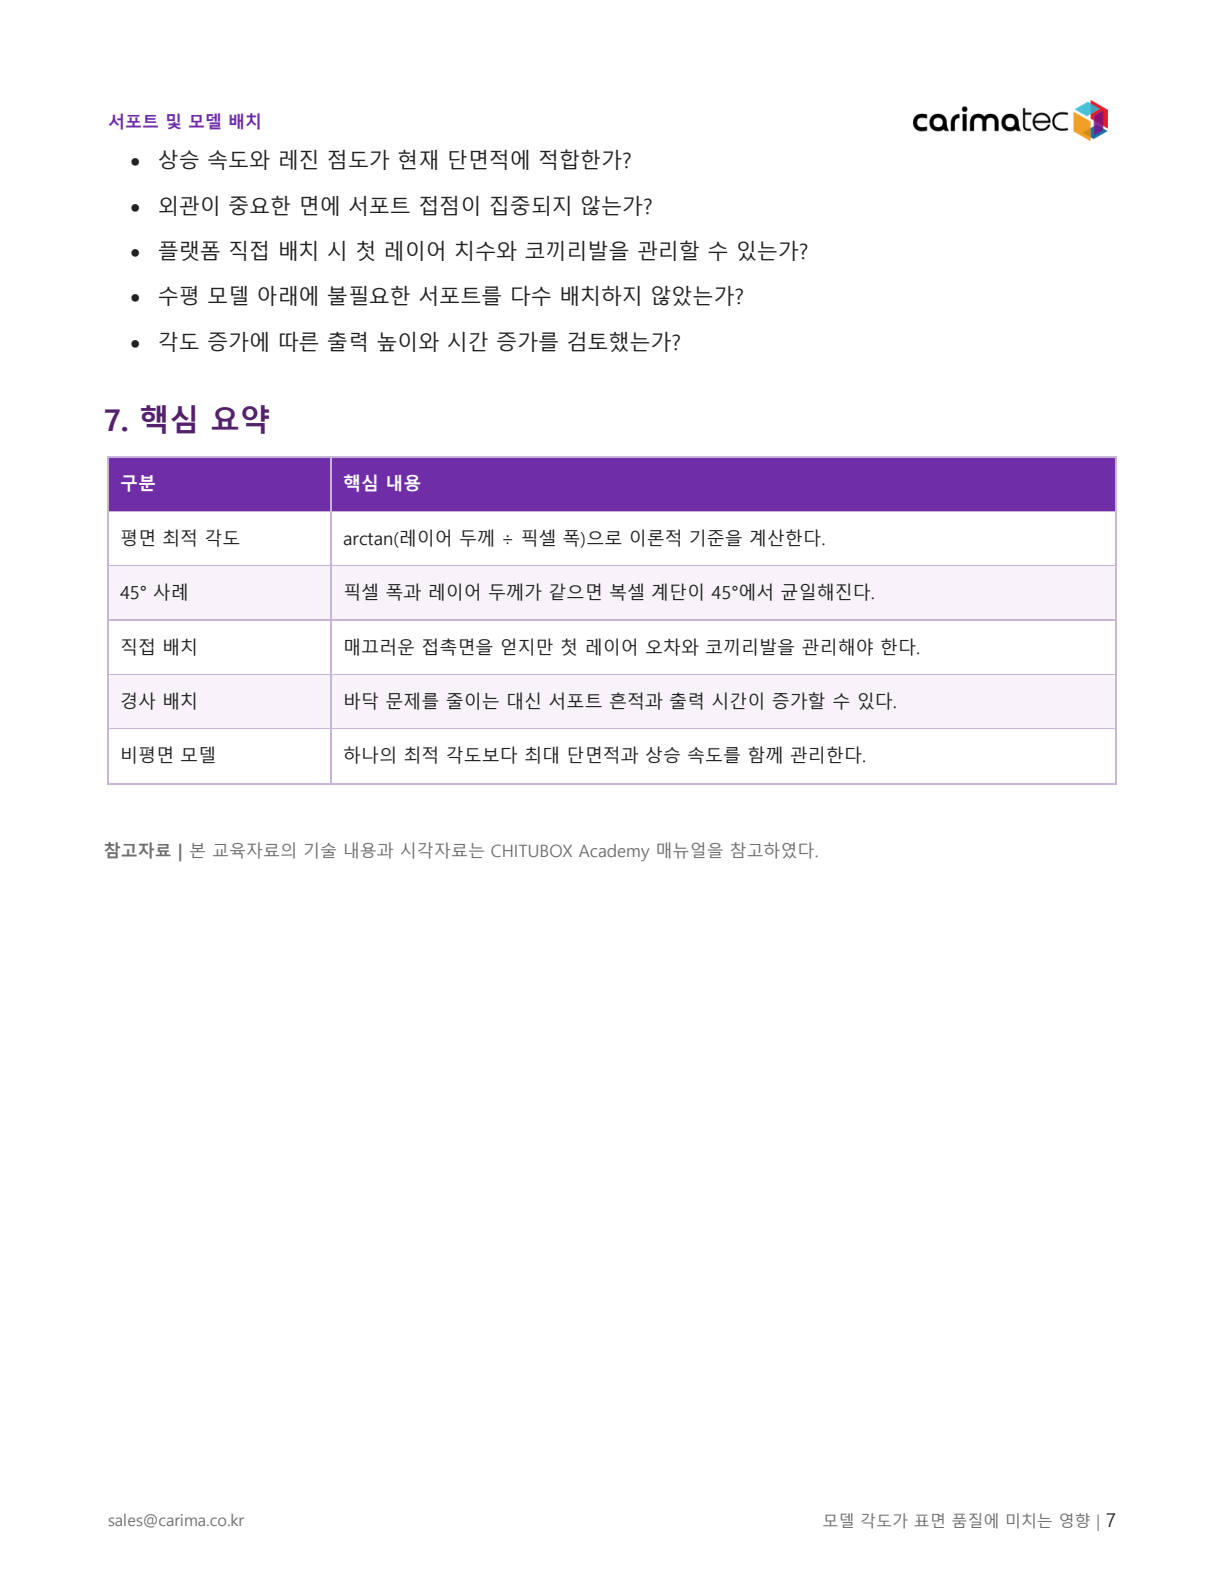 서포트 및 모델 배치
carimatec
• 상승 속도와 레진 점도가 현재 단면적에 적합한가?
• 외관이 중요한 면에 서포트 접점이 집중되지 않는가?
• 플랫폼 직접 배치 시 첫 레이어 치수와 코끼리발을 관리할 수 있는가?
• 수평 모델 아래에 불필요한 서포트를 다수 배치하지 않았는가?
• 각도 증가에 따른 출력 높이와 시간 증가를 검토했는가?
7. 핵심 요약
구분 핵심 내용
평면 최적 각도 arctan(레이어 두께 ÷ 픽셀 폭)으로 이론적 기준을 계산한다.
45° 사례 픽셀 폭과 레이어 두께가 같으면 복셀 계단이 45°에서 균일해진다.
직접 배치 매끄러운 접촉면을 얻지만 첫 레이어 오차와 코끼리발을 관리해야 한다.
경사 배치 바닥 문제를 줄이는 대신 서포트 흔적과 출력 시간이 증가할 수 있다.
비평면 모델 하나의 최적 각도보다 최대 단면적과 상승 속도를 함께 관리한다.
참고자료 | 본 교육자료의 기술 내용과 시각자료는 CHITUBOX Academy 매뉴얼을 참고하였다.
sales@carima.co.kr 모델 각도가 표면 품질에 미치는 영향 | 7